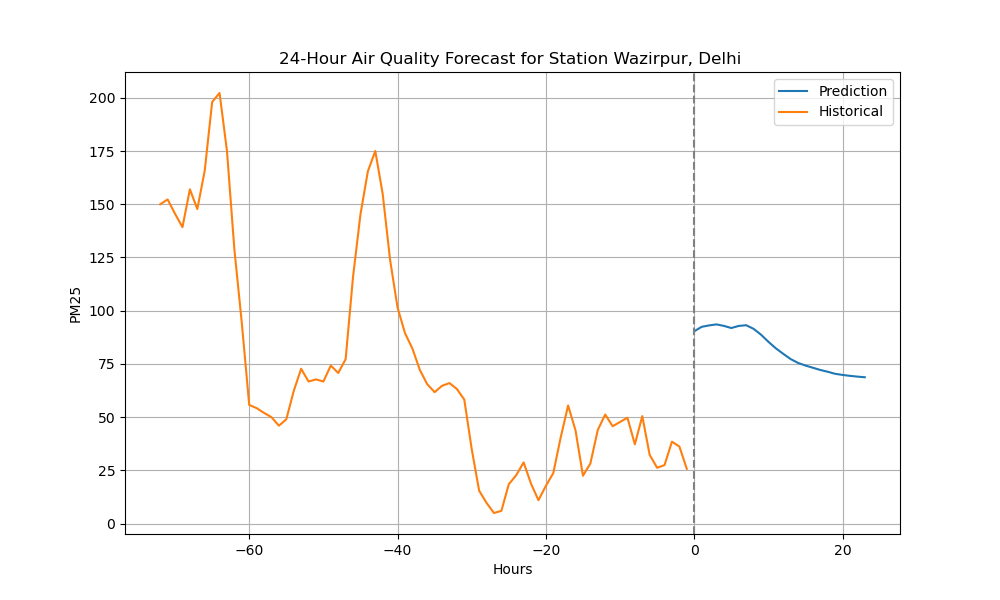 24-Hour Air Quality Forecast for Station Wazirpur, Delhi
Prediction
Historical
200
175
150
125
100
75
50
25
0
PM25
−60
−40
−20
0
20
Hours